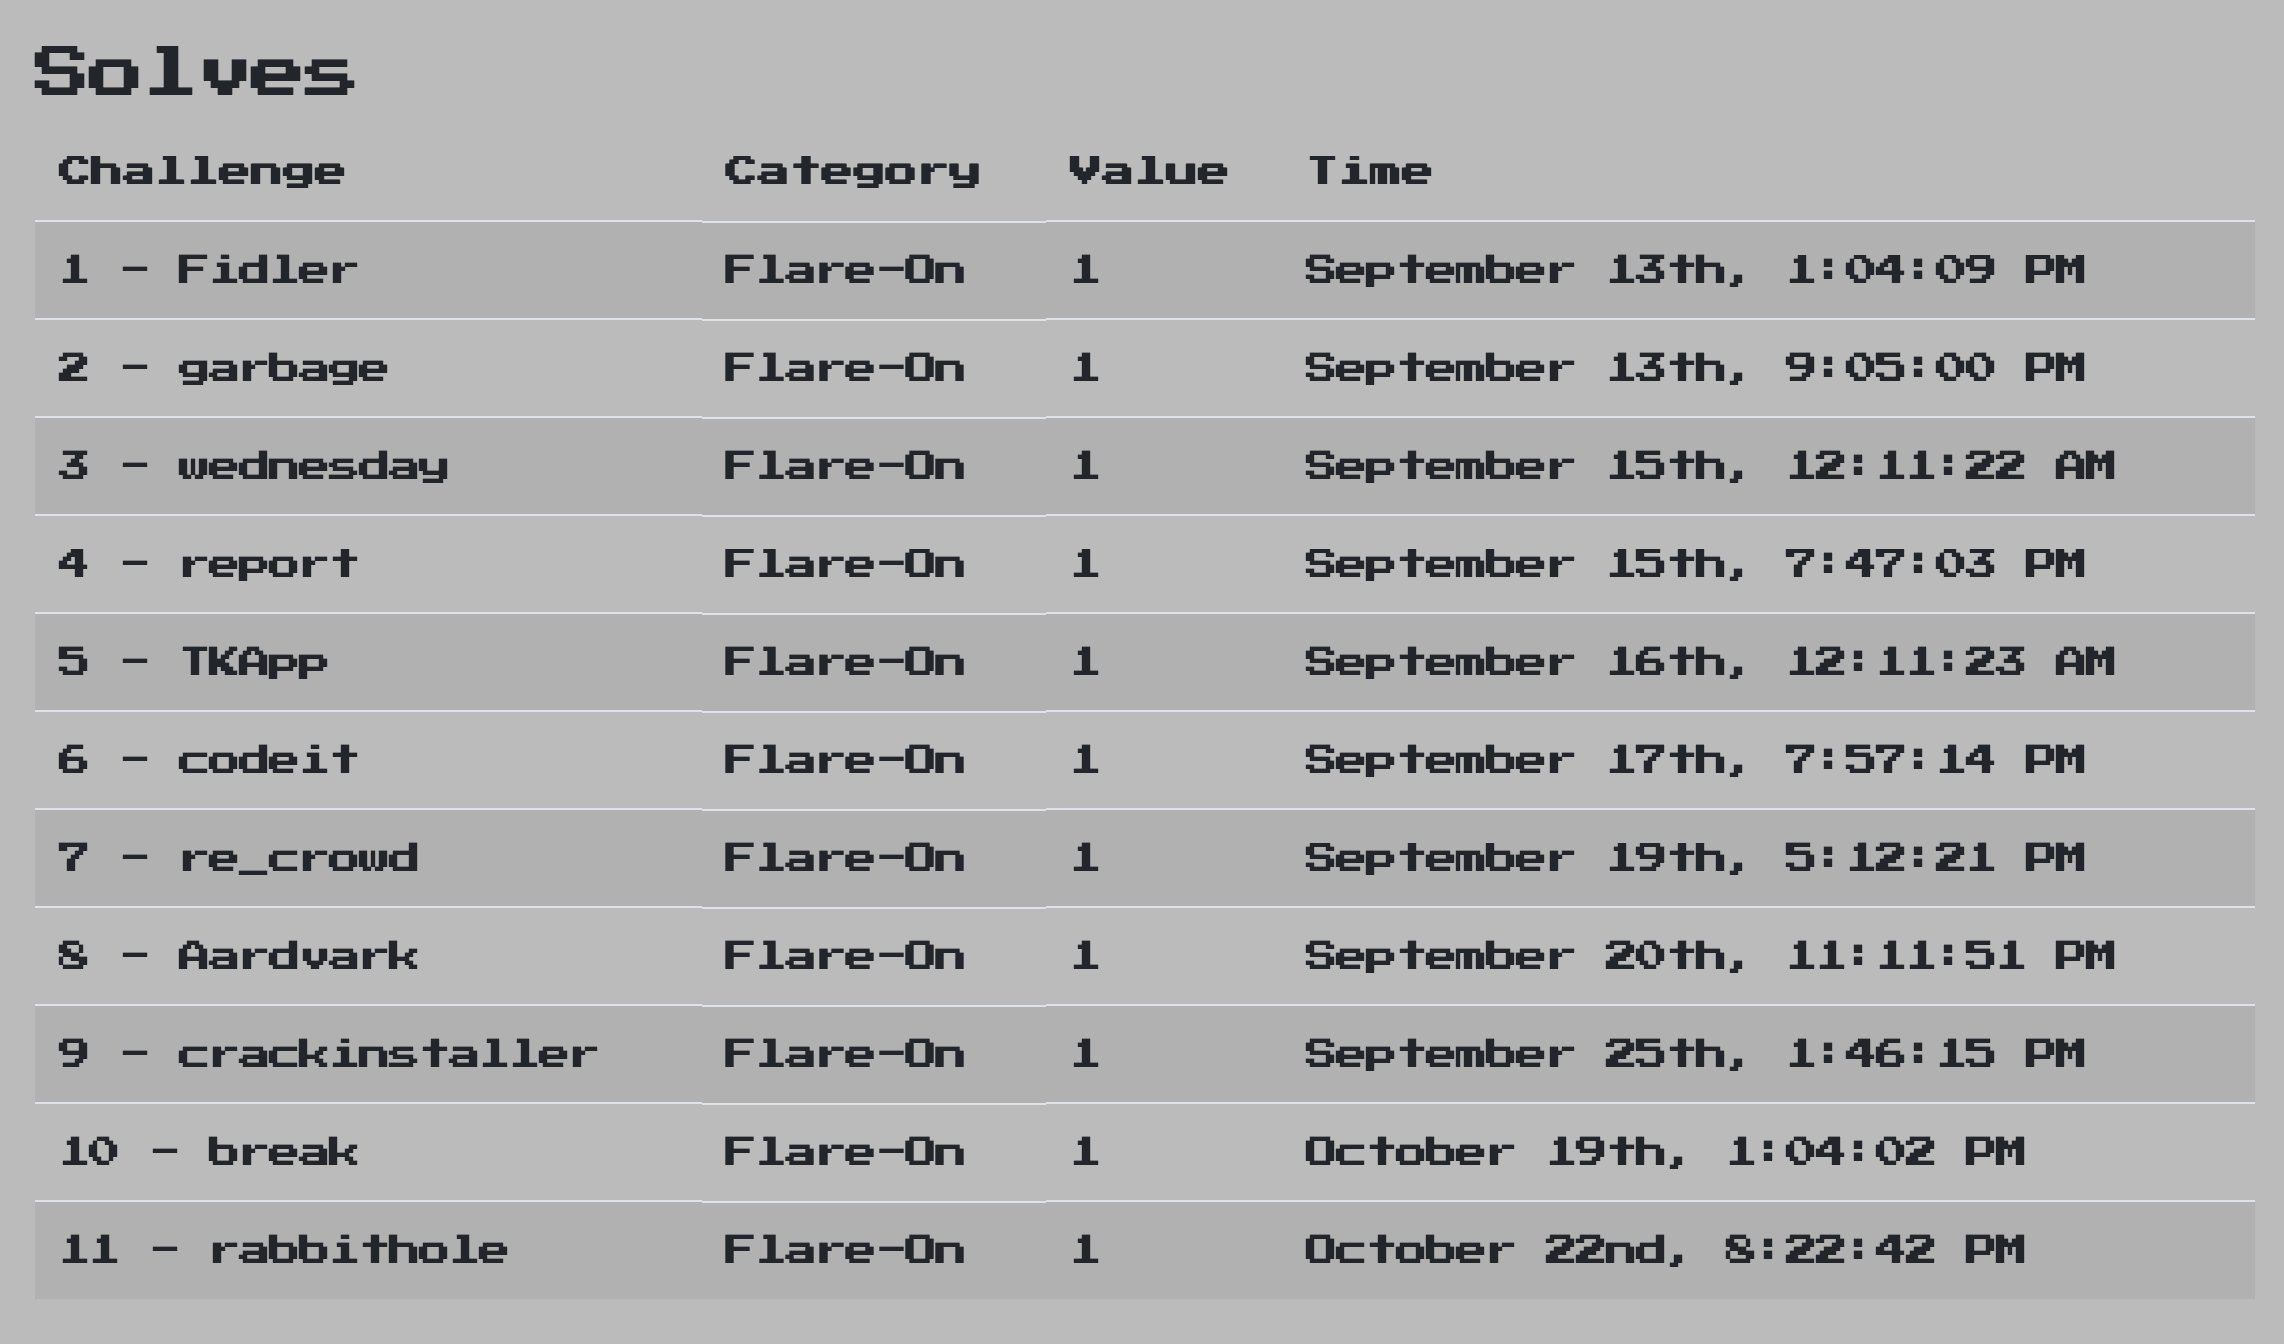 Solves
Challenge Category Value Time
1 - Fidler Flare-On 1 September 13th, 1:04:09 PM
2 - garbage Flare-On 1 September 13th, 9:05:00 PM
3 - wednesday Flare-On 1 September 15th, 12:11:22 AM
4 - report Flare-On 1 September 15th, 7:47:03 PM
5 - TKApp Flare-On 1 September 16th, 12:11:23 AM
6 - codeit Flare-On 1 September 17th, 7:57:14 PM
7 - re_crowd Flare-On 1 September 19th, 5:12:21 PM
8 - Aardvark Flare-On 1 September 20th, 11:11:51 PM
9 - crackinstaller Flare-On 1 September 25th, 1:46:15 PM
10 - break Flare-On 1 October 19th, 1:04:02 PM
11 - rabbithole Flare-On 1 October 22nd, 8:22:42 PM